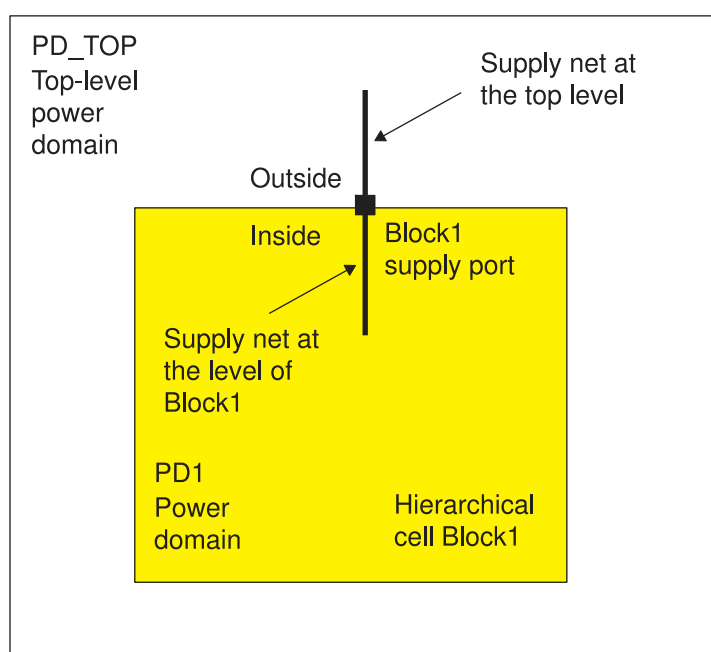 PD_TOP
Top-level
power
domain
Supply net at
the top level
Outside
Inside
Block1
supply port
Supply net at
the level of
Block1
PD1
Power
domain
Hierarchical
cell Block1